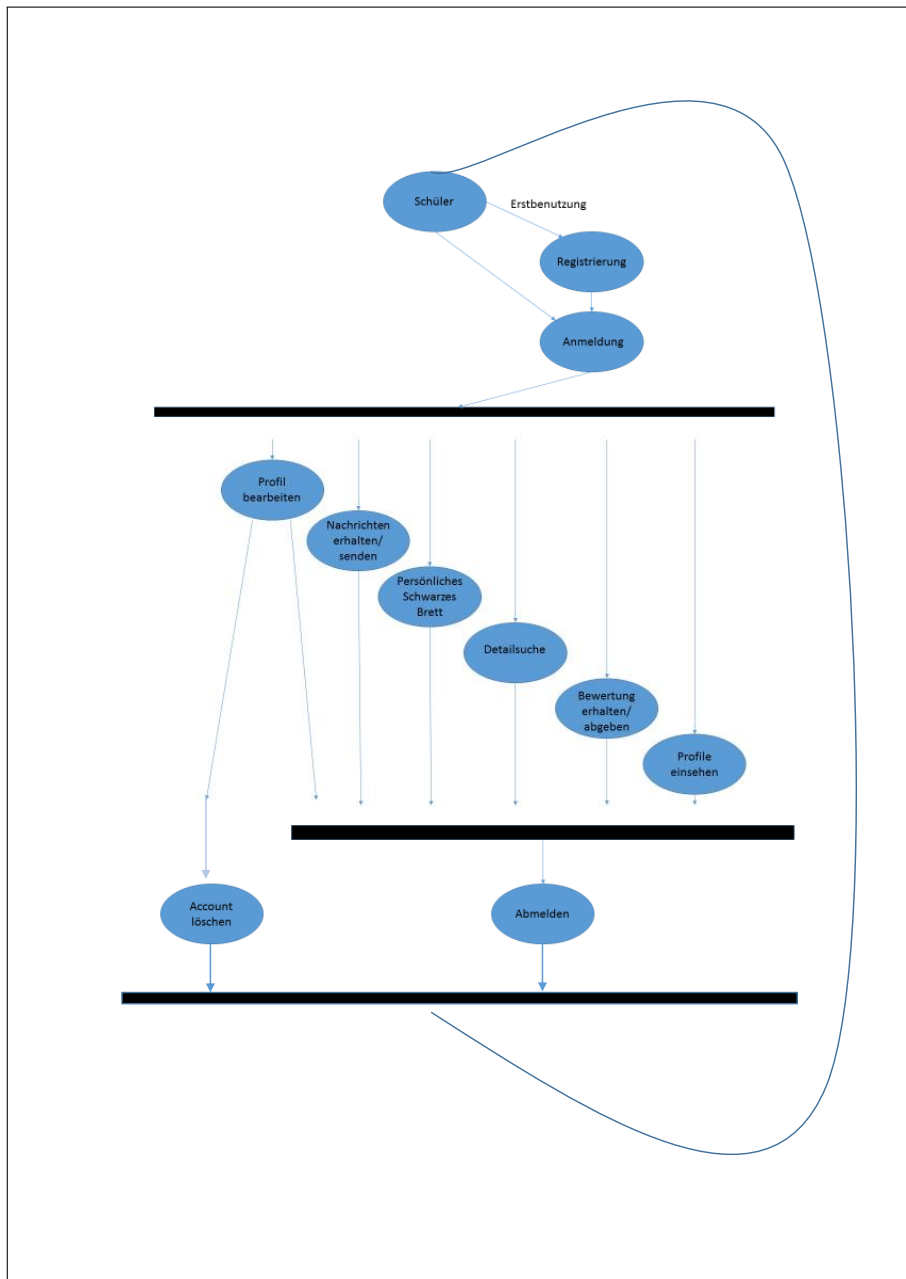 Schüler
Erstbenutzung
Registrierung
Anmeldung
Profil
bearbeiten
Nachrichten
erhalten/
senden
Persönliches
Schwarzes
Brett
Detailsuche
Bewertung
erhalten/
abgeben
Profile
einsehen
Account
löschen
Abmelden